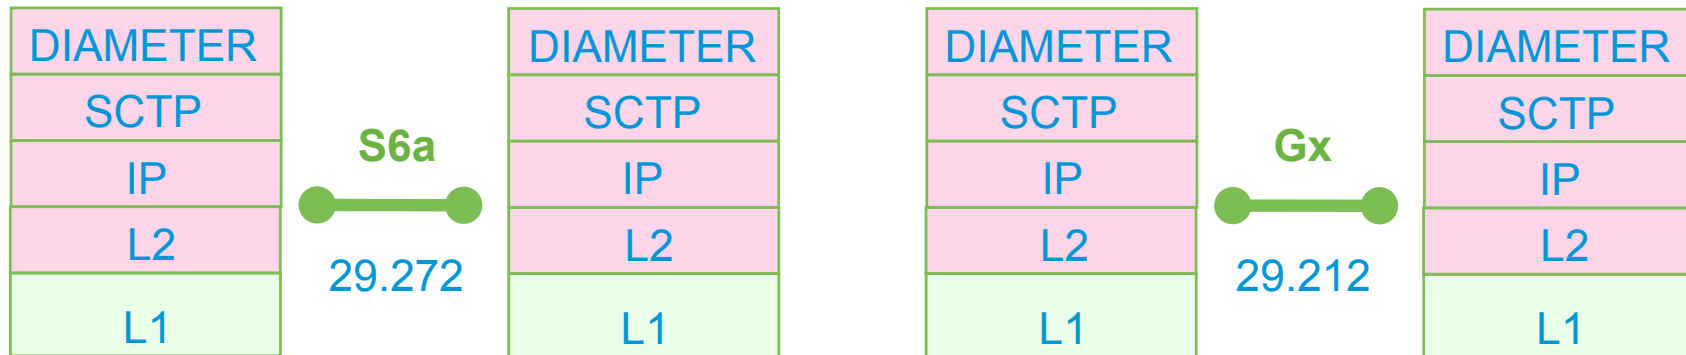 DIAMETER
SCTP
IP
L2
L1
S6a
29.272
DIAMETER
SCTP
IP
L2
L1
DIAMETER
SCTP
IP
L2
L1
Gx
29.212
DIAMETER
SCTP
IP
L2
L1